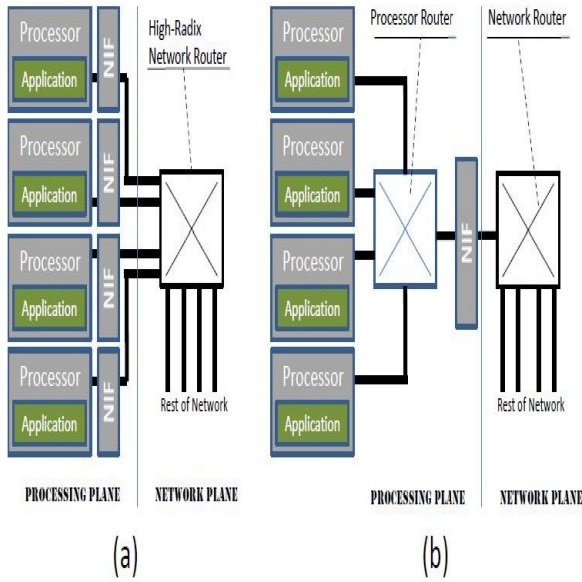 Processor
Application
NIF
Processor
Application
NIF
Processor
Application
NIF
Processor
Application
NIF
High-Radix
Network Router
Rest of Network
PROCESSING PLANE
NETWORK PLANE
(a)
Processor
Application
Processor
Application
Processor
Application
Processor
Application
Processor Router
NIF
Network Router
Rest of Network
PROCESSING PLANE
NETWORK PLANE
(b)